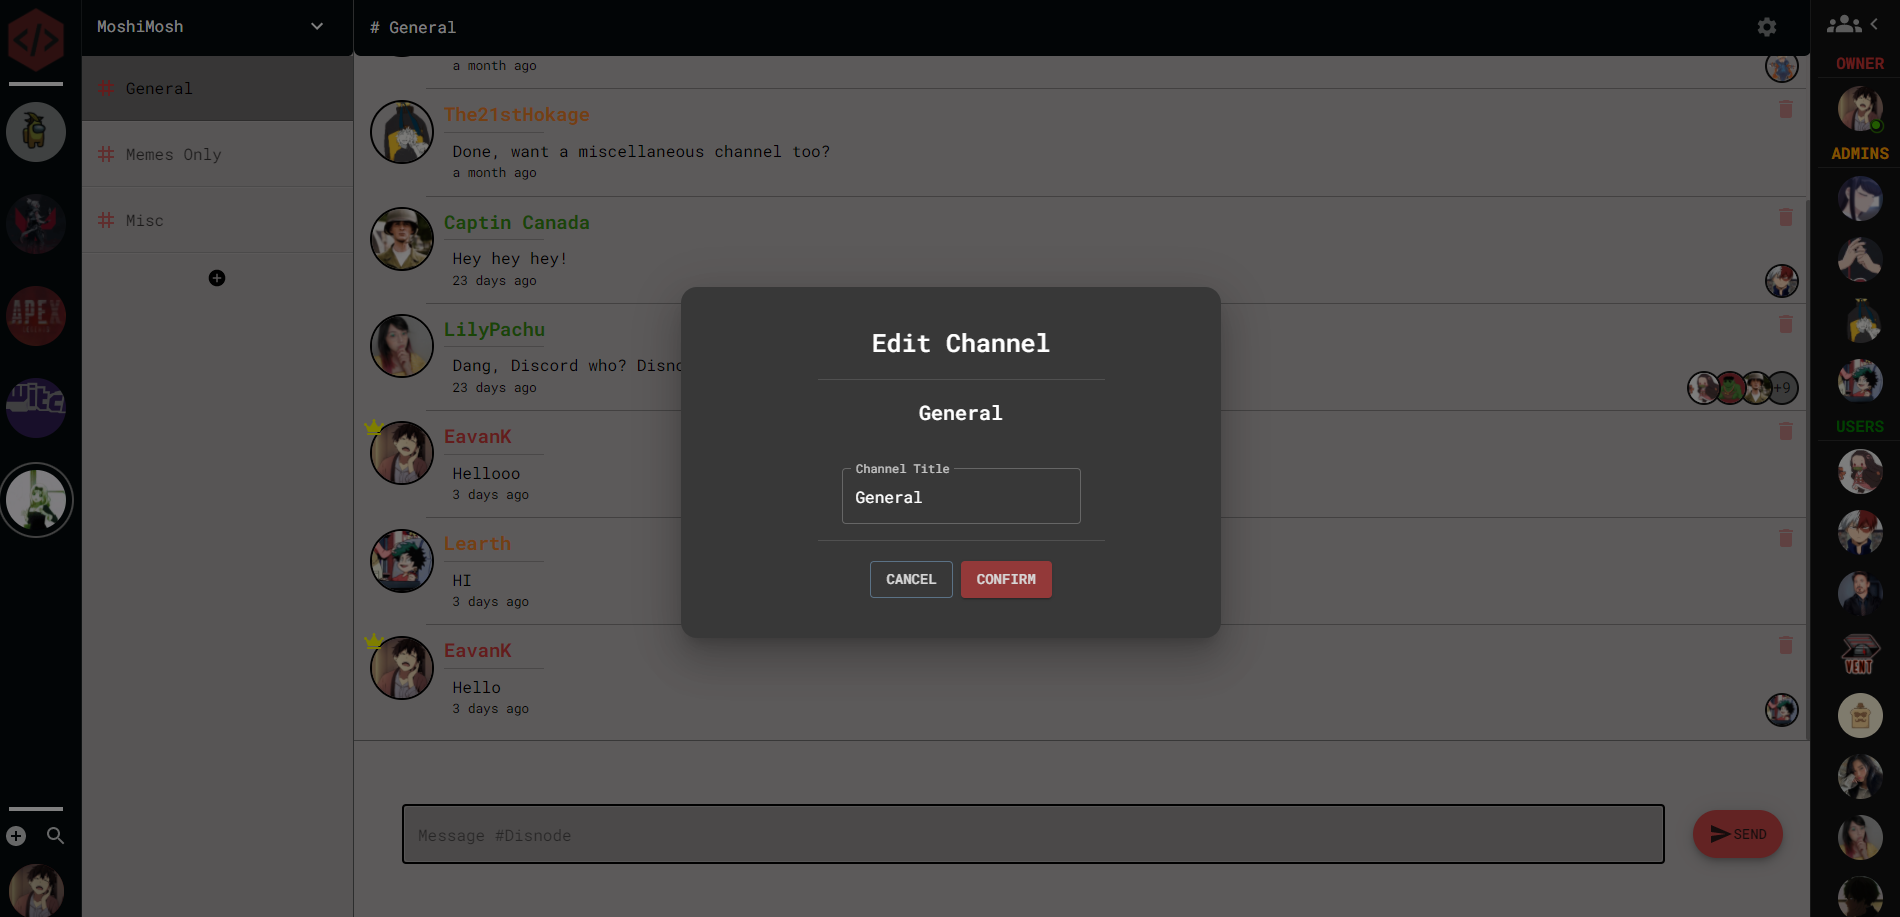 MoshiMosh
# General
General
Memes Only
Misc
APEX
witch
a month ago
The21stHokage
Done, want a miscellaneous channel too?
a month ago
Captin Canada
Hey hey hey!
23 days ago
LilyPachu
Dang, Discord who? Disno
23 days ago
+9
EavanK
Hellooo
3 days ago
Learth
HI
3 days ago
EavanK
Hello
3 days ago
Edit Channel
General
Channel Title
General
CANCEL
CONFIRM
Message #Disnode
SEND
OWNER
ADMINS
USERS
VENT